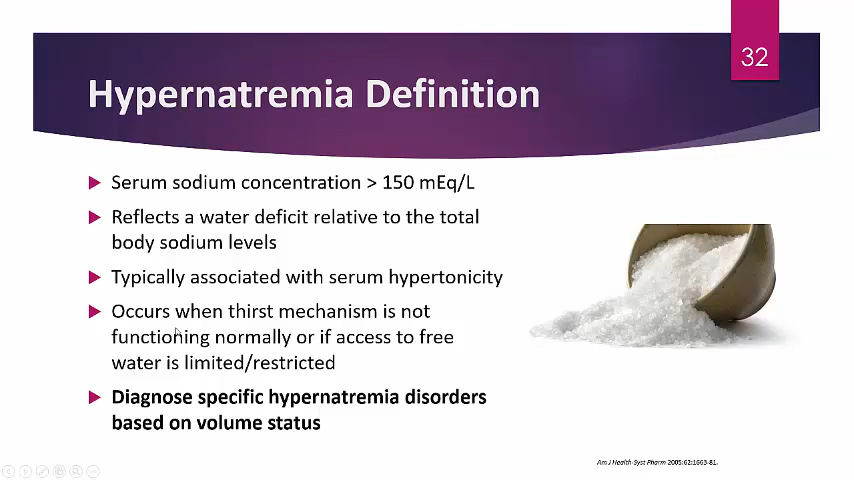 32
Hypernatremia Definition
Serum sodium concentration > 150 mEq/L
Reflects a water deficit relative to the total
body sodium levels
Typically associated with serum hypertonicity
Occurs when thirst mechanism is not
functioning normally or if access to free
water is limited/restricted
Diagnose specific hypernatremia disorders
based on volume status
Am J Health-Syst Pharm 2005;62:1663-81.